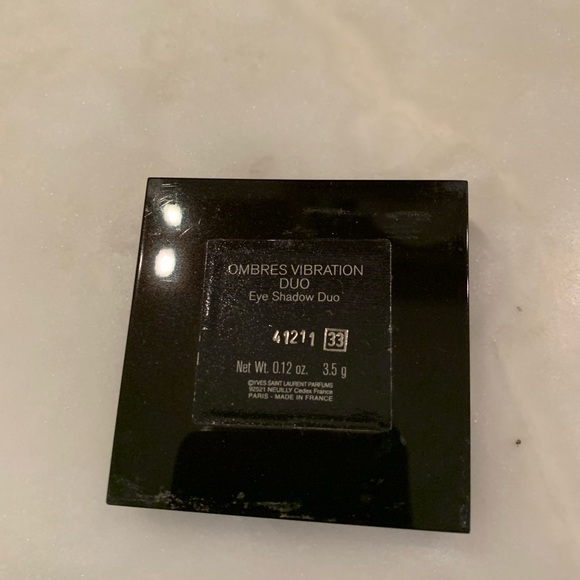 OMBRES VIBRATION
DUO
Eye Shadow Duo
41211 33
Net Wt. 0.12 oz. 3.5 g
©YVES SAINT LAURENT PARFUMS
92521 NEUILLY Cedex France
PARIS - MADE IN FRANCE